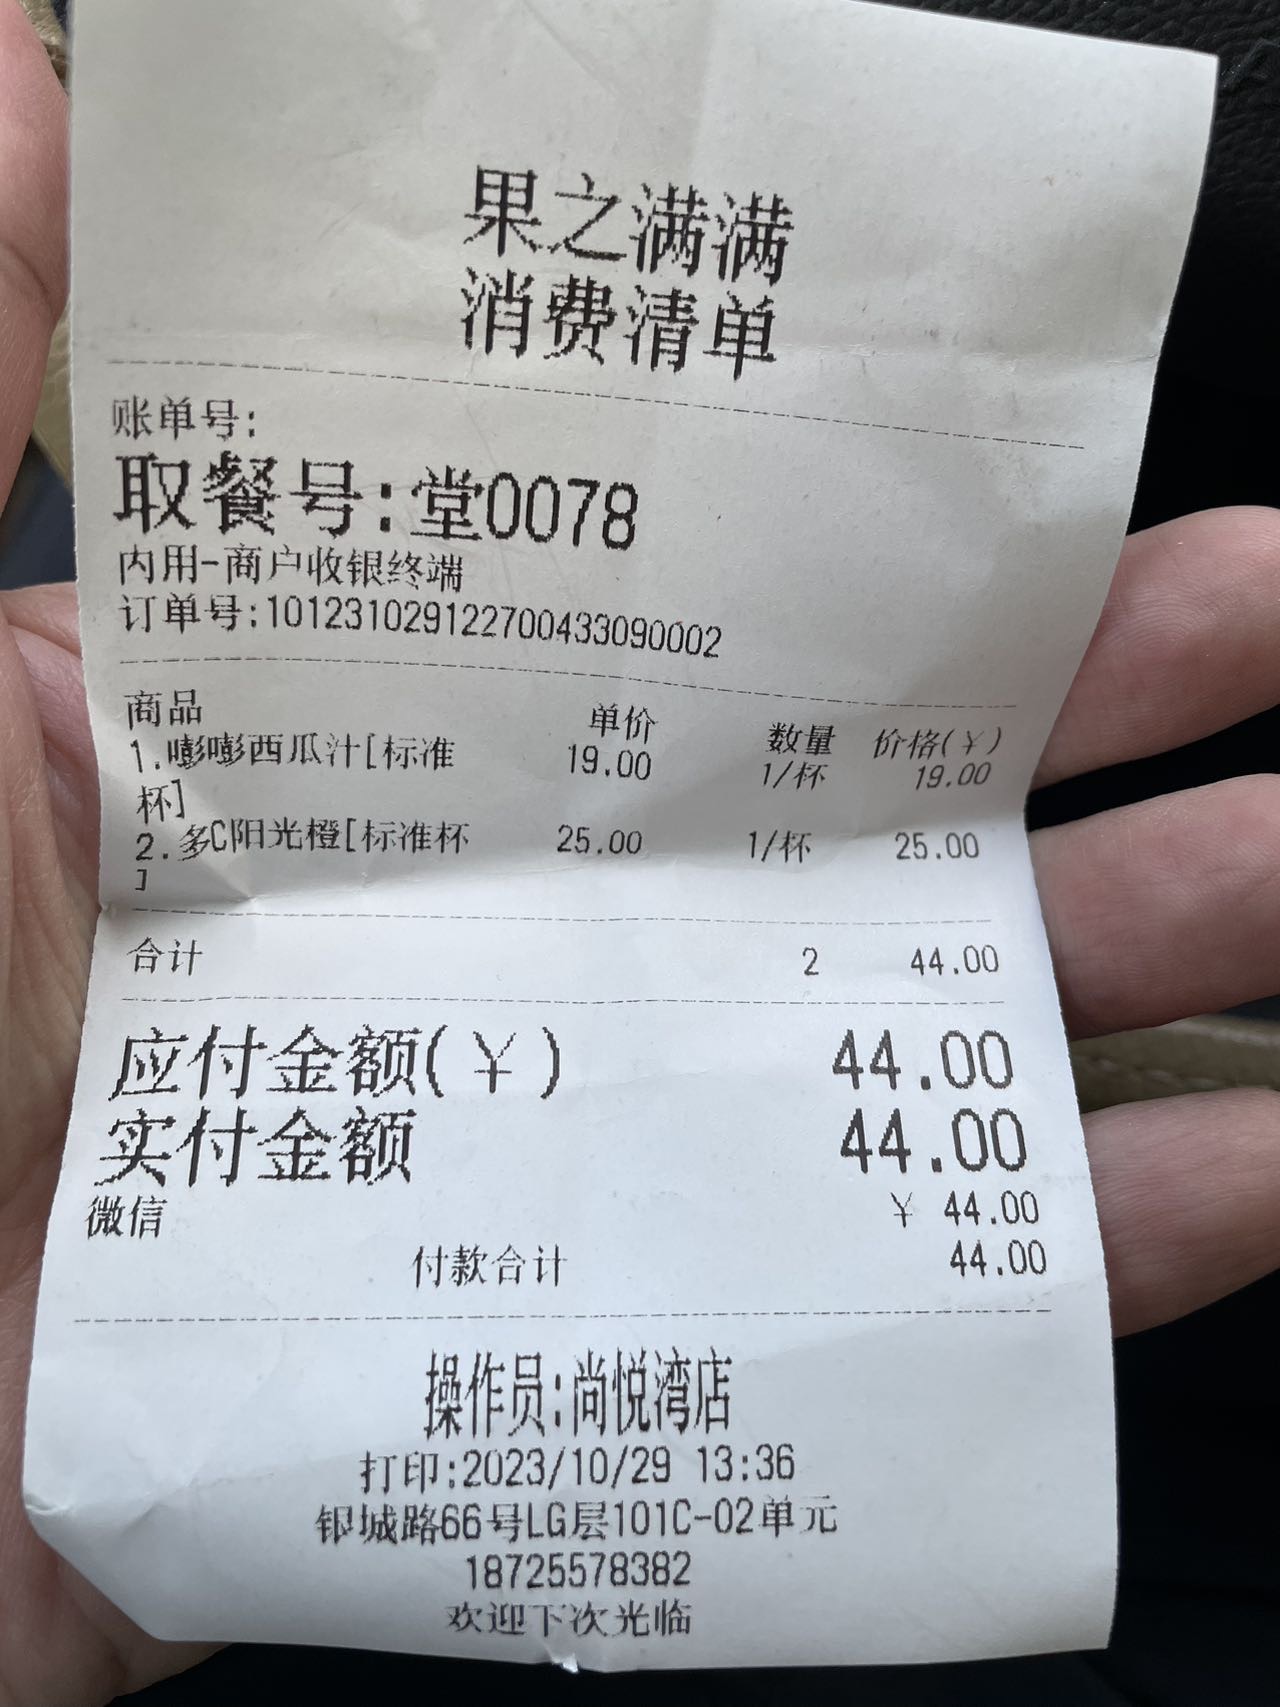 果之满满
消费清单
账单号:
取餐号:堂0078
内用-商户收银终端
订单号:101231029122700433090002
商品 单价 数量 价格(¥)
1.嘭嘭西瓜汁[标准 19.00 1/杯 19.00
杯]
2.多C阳光橙[标准杯 25.00 1/杯 25.00
]
合计 2 44.00
应付金额(¥) 44.00
实付金额 44.00
微信 ¥ 44.00
付款合计 44.00
操作员:尚悦湾店
打印:2023/10/29 13:36
银城路66号LG层101C-02单元
18725578382
欢迎下次光临